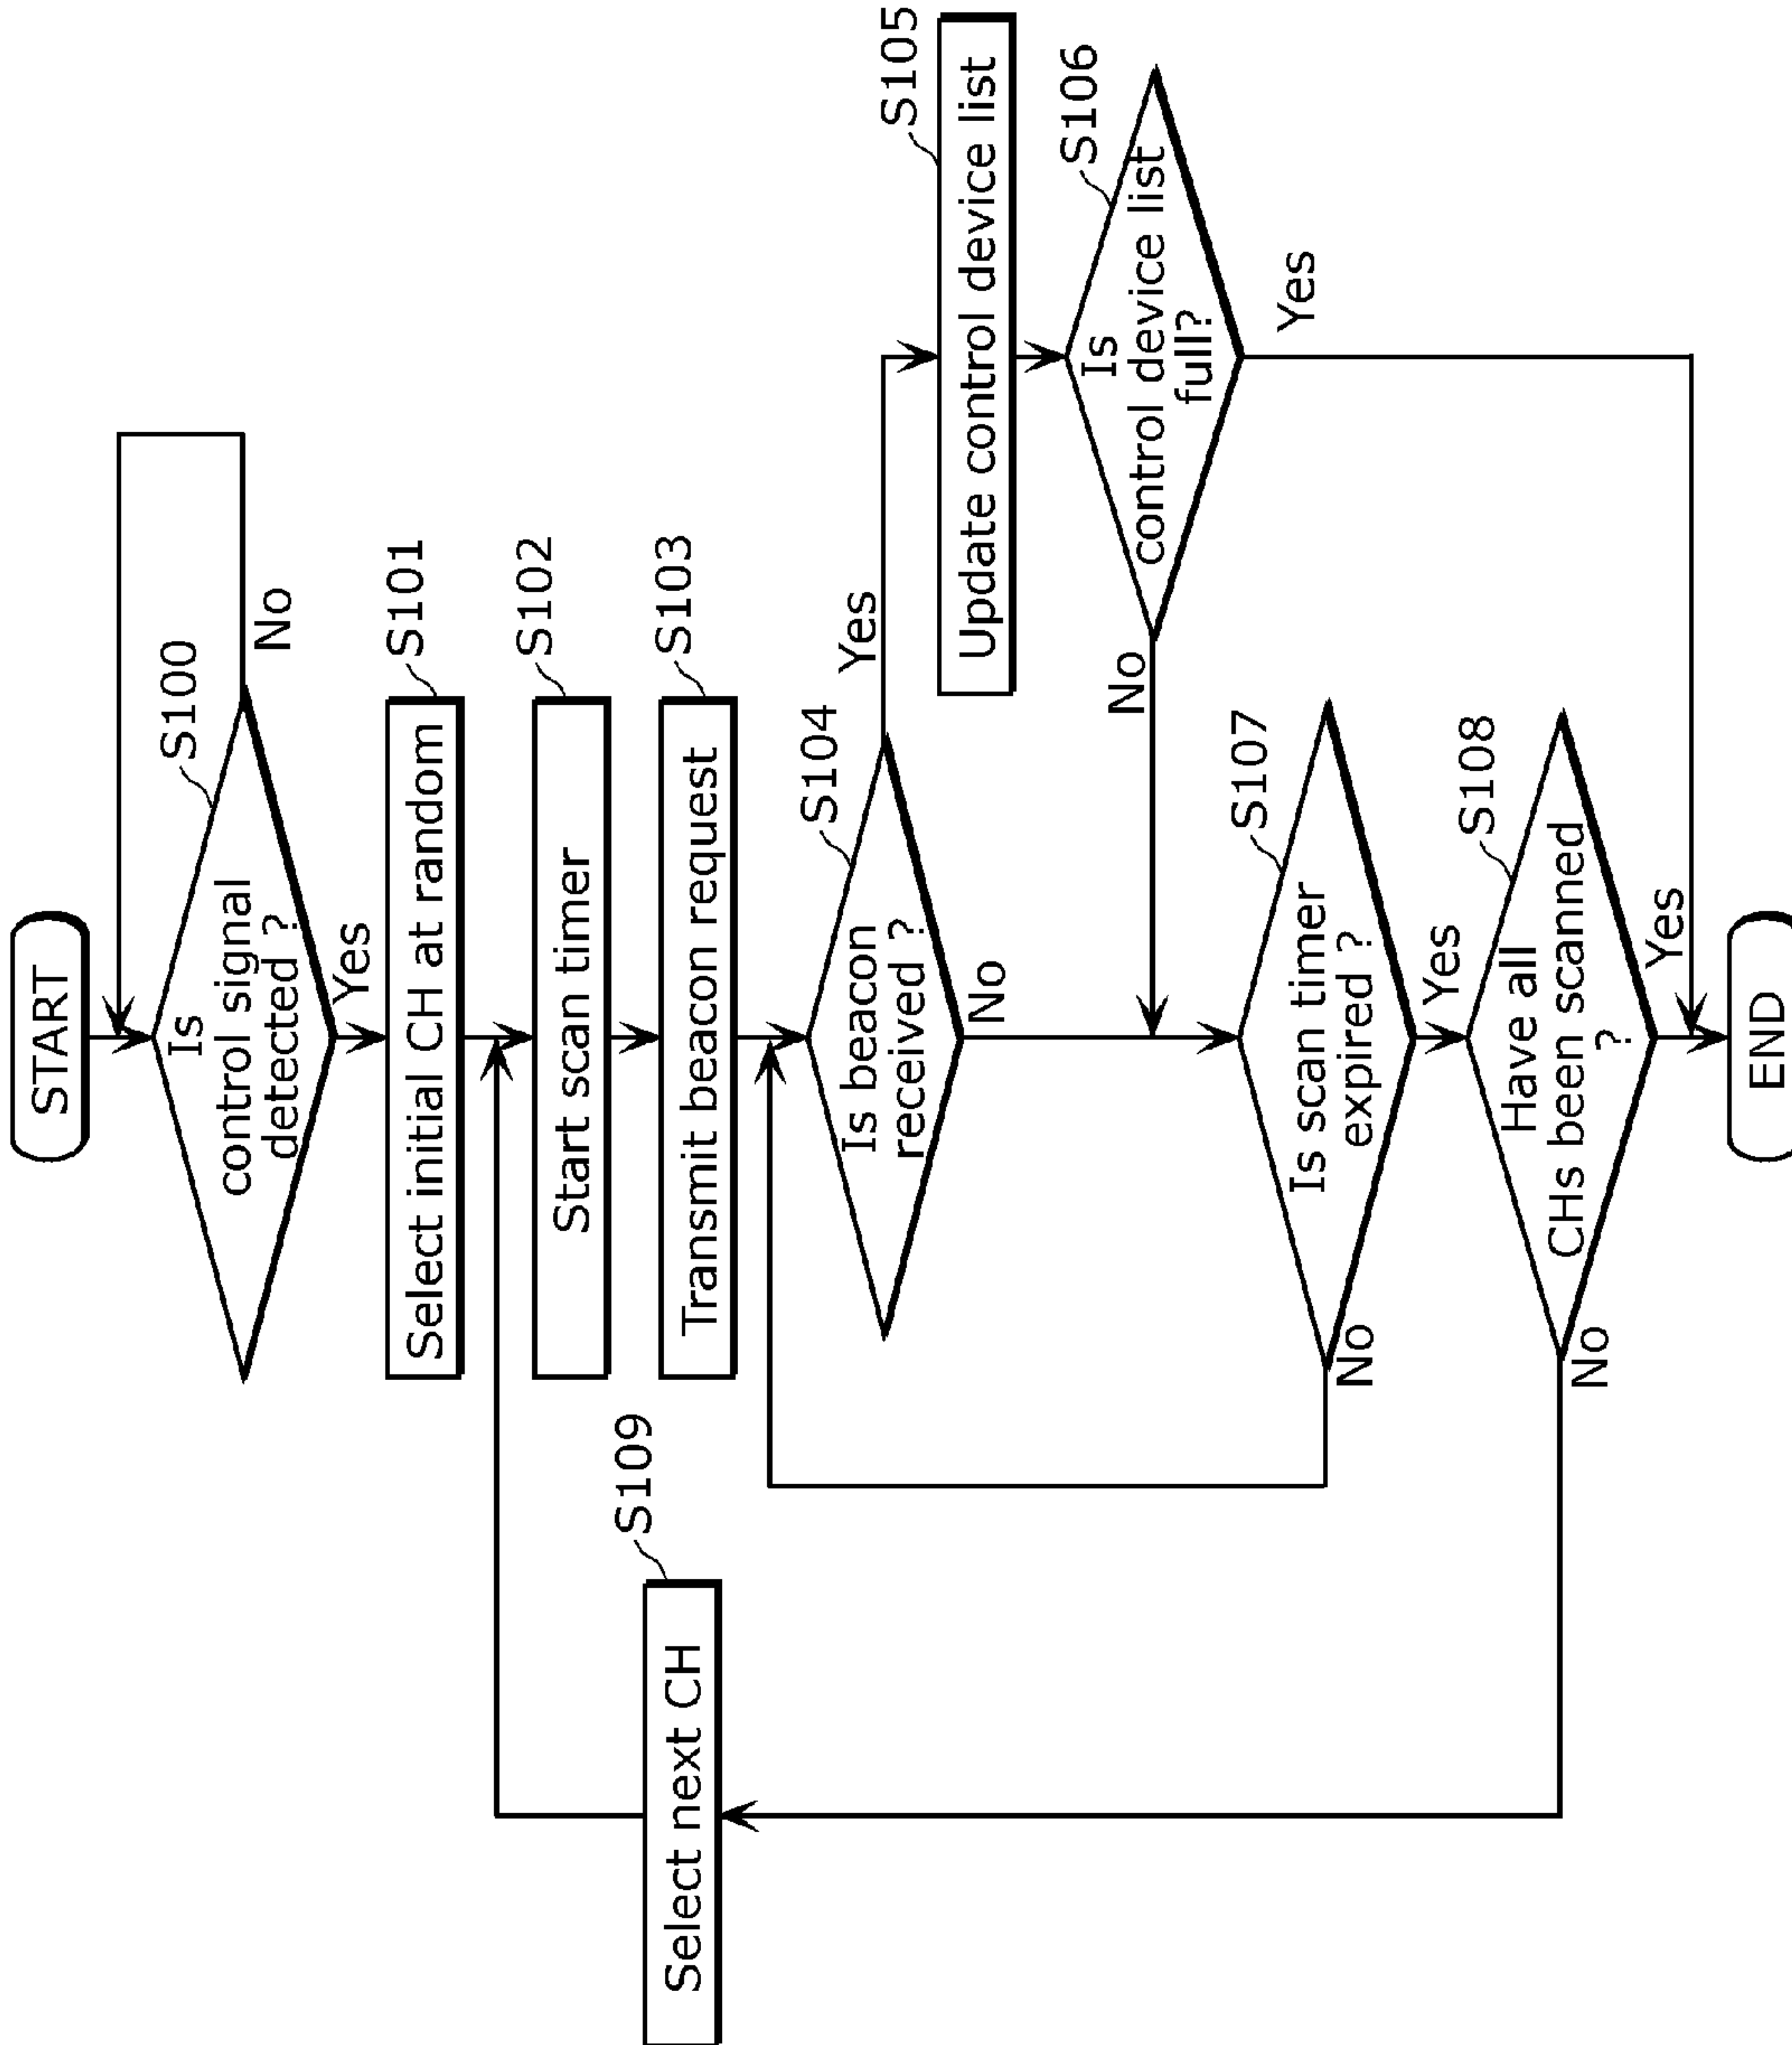 START
S100
Is
control signal
detected ?
No
Yes
S101
Select initial CH at random
S102
Start scan timer
S103
Transmit beacon request
S104
Is beacon
received ?
Yes
No
S105
Update control device list
S106
Is
control device list
full?
No
Yes
S107
Is scan timer
expired ?
No
Yes
S108
Have all
CHs been scanned
?
No
Yes
S109
Select next CH
END